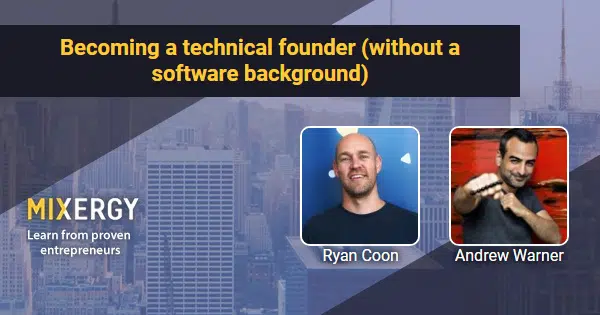 Becoming a technical founder (without a
software background)
MIXERGY
Learn from proven
entrepreneurs
Ryan Coon
Andrew Warner